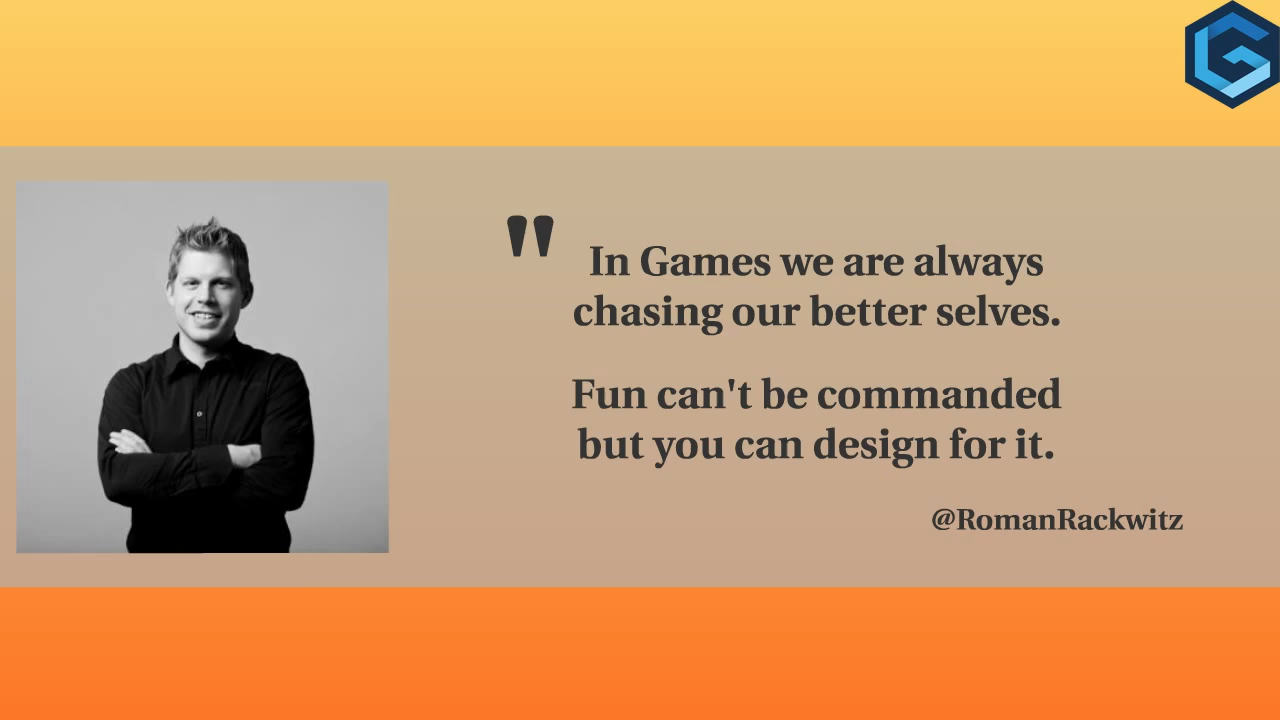 "
In Games we are always
chasing our better selves.
Fun can't be commanded
but you can design for it.
@RomanRackwitz